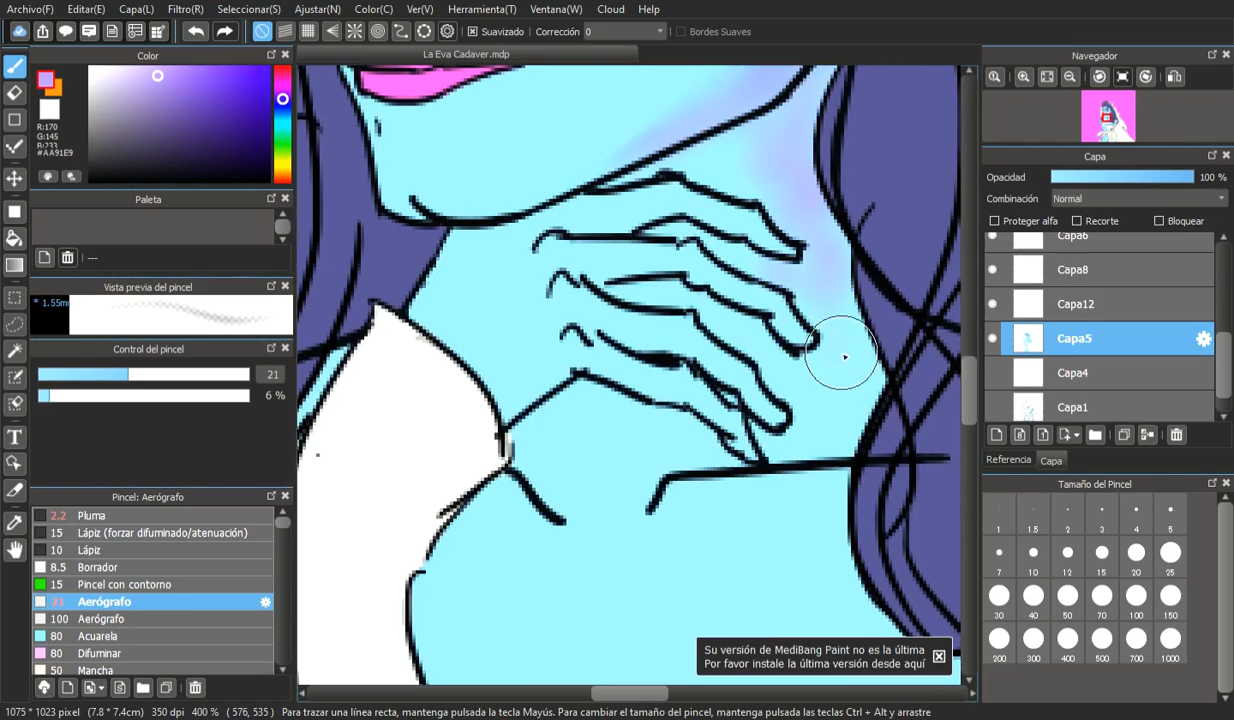 Archivo(F) Editar(E) Capa(L) Filtro(R) Seleccionar(S) Ajustar(N) Color(C) Ver(V) Herramienta(T) Ventana(W) Cloud Help
Suavizado Corrección 0 Bordes Suaves
Color
La Eva Cadaver.mdp
Navegador
R:170
G:145
B:233
#AA91E9
Capa
Opacidad 100 %
Paleta
Combinación Normal
Proteger alfa Recorte Bloquear
Capa6
---
Capa8
Vista previa del pincel
* 1.55m
Capa12
Capa5
Control del pincel
21
Capa4
6 %
Capa1
Referencia Capa
Tamaño del Pincel
Pincel: Aerógrafo
2.2 Pluma
15 Lápiz (forzar difuminado/atenuación)
10 Lápiz
8.5 Borrador
15 Pincel con contorno
21 Aerógrafo
100 Aerógrafo
80 Acuarela
80 Difuminar
50 Mancha
1 1.5 2 3 4 5
7 10 12 15 20 25
30 40 50 70 100 150
200 300 400 500 700 1000
Su versión de MediBang Paint no es la última
Por favor instale la última versión desde aquí
1075 * 1023 pixel (7.8 * 7.4cm) 350 dpi 400 % ( 576, 535 ) Para trazar una línea recta, mantenga pulsada la tecla Mayús. Para cambiar el tamaño del pincel, mantenga pulsadas las teclas Ctrl + Alt y arrastre